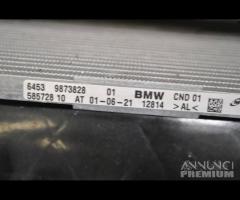 6453 9873828 01 BMW CND 01
585728 10 AT 01-06-21 12814 >AL<
ANNUNCI
PREMIUM